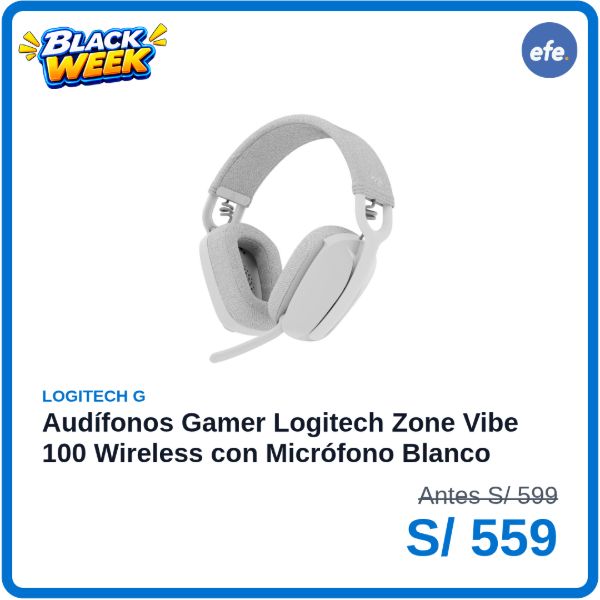 BLACK
WEEK
efe.
LOGITECH G
Audífonos Gamer Logitech Zone Vibe
100 Wireless con Micrófono Blanco
Antes S/ 599
S/ 559